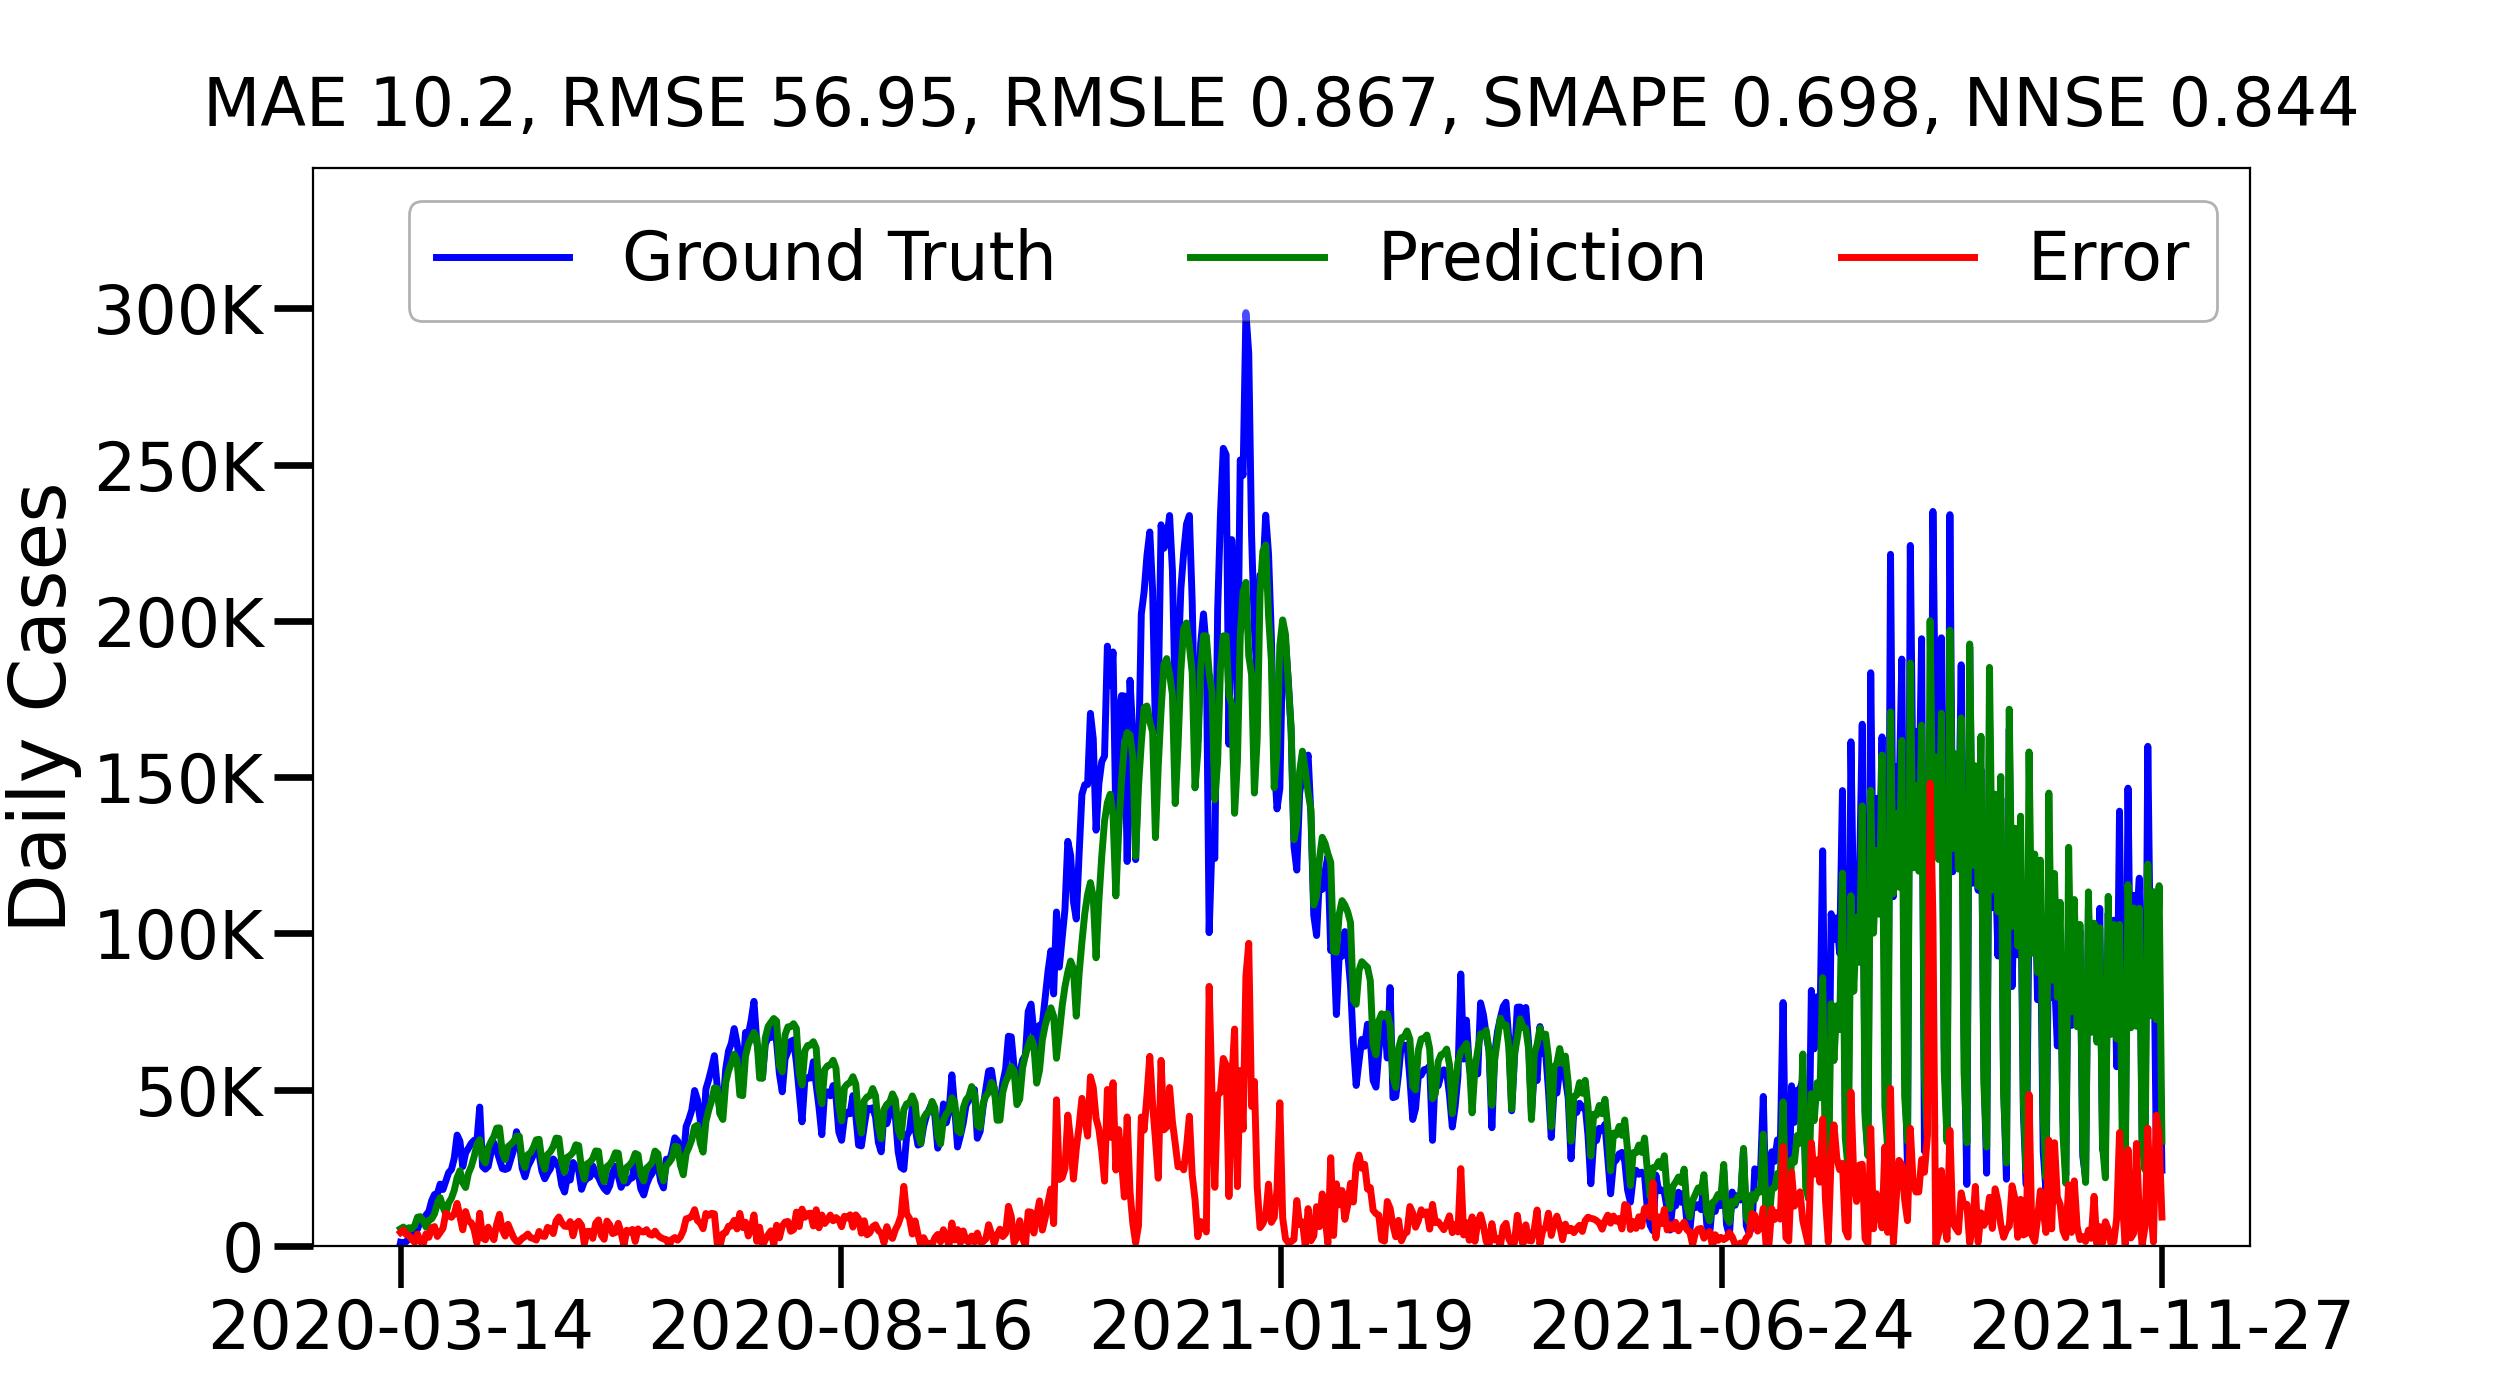 MAE 10.2, RMSE 56.95, RMSLE 0.867, SMAPE 0.698, NNSE 0.844
Ground Truth Prediction Error
300K
250K
200K
150K
100K
50K
0
Daily Cases
2020-03-14 2020-08-16 2021-01-19 2021-06-24 2021-11-27